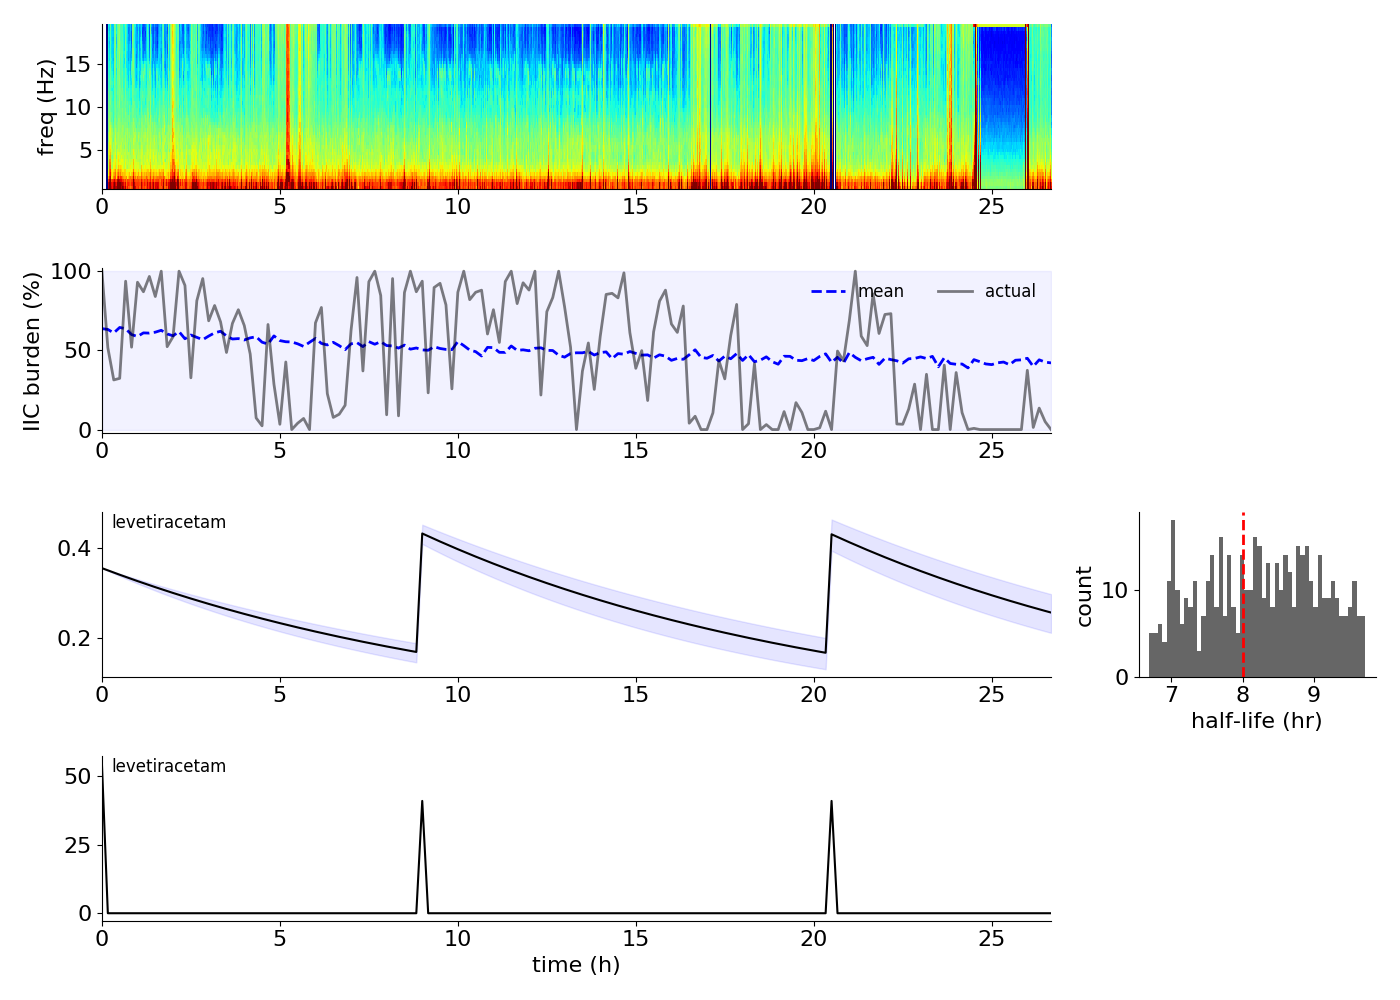 freq (Hz)
15
10
5
0 5 10 15 20 25
IIC burden (%)
100
50
0
mean actual
0 5 10 15 20 25
levetiracetam
0.4
0.2
0 5 10 15 20 25
count
10
0
7 8 9
half-life (hr)
levetiracetam
50
25
0
0 5 10 15 20 25
time (h)